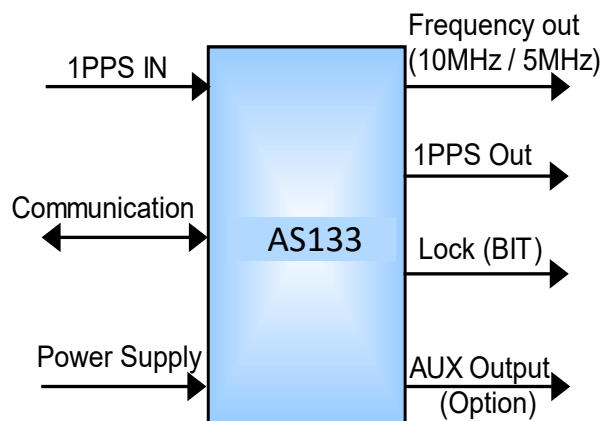 Frequency out
(10MHz / 5MHz)
1PPS IN
1PPS Out
Communication
AS133
Lock (BIT)
Power Supply
AUX Output
(Option)